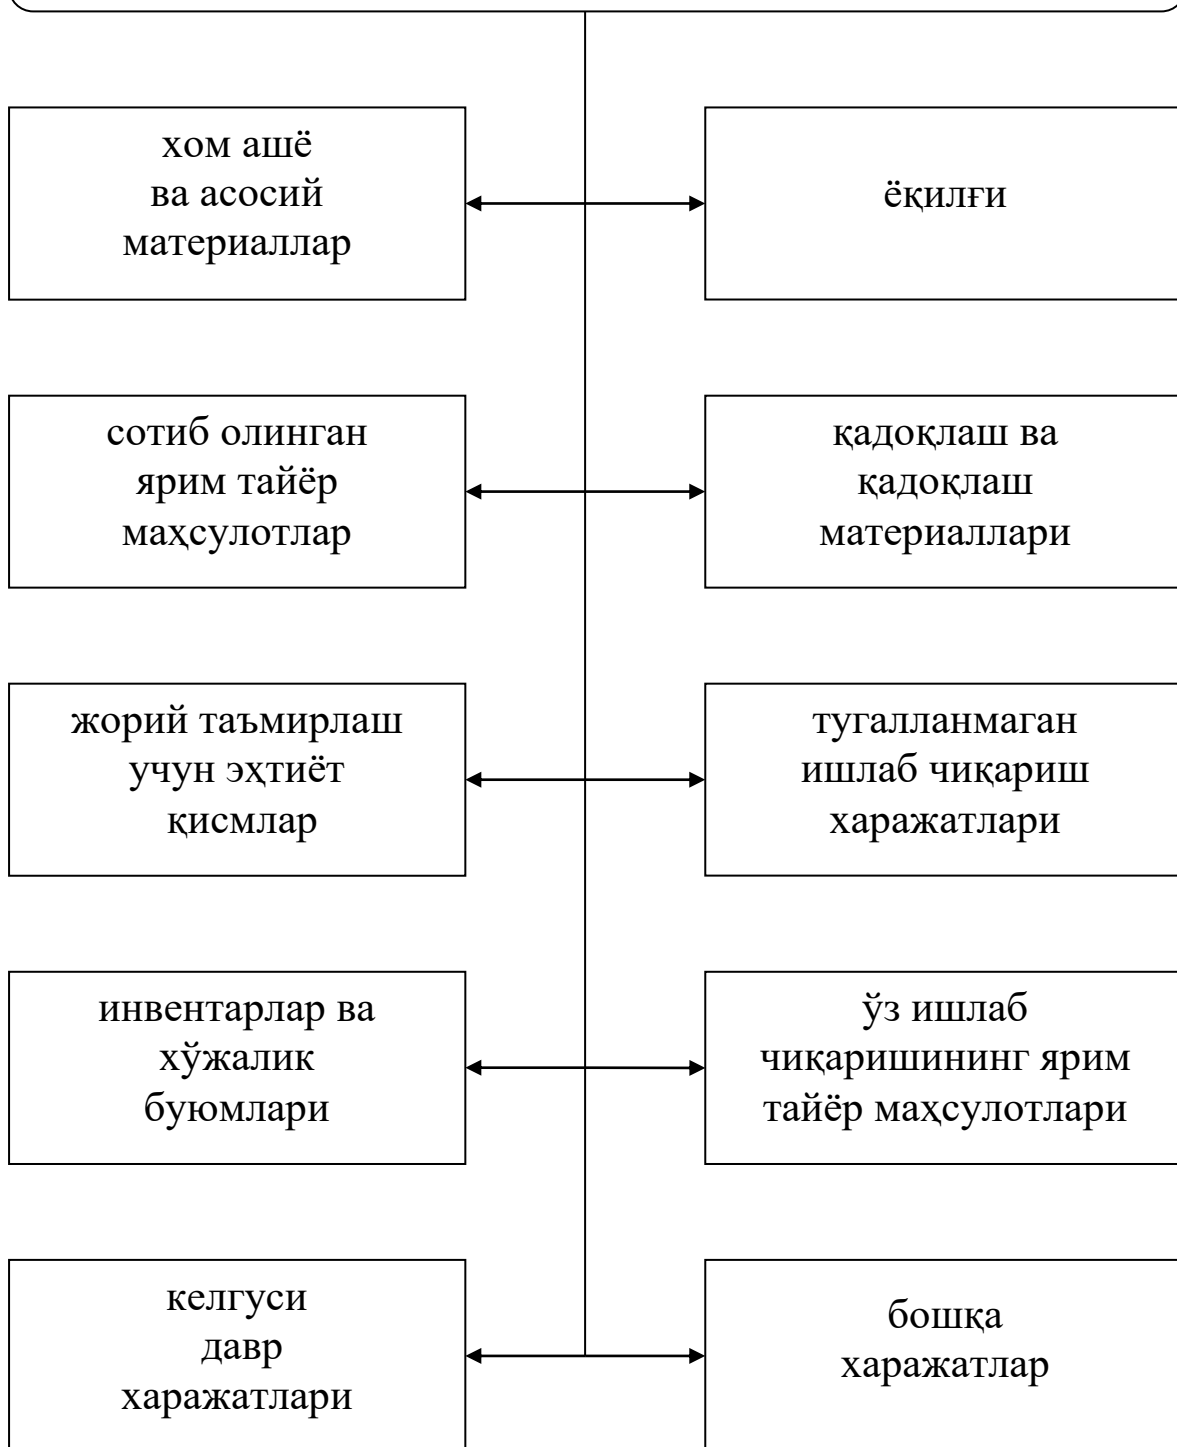 хом ашё
ва асосий
материаллар
ёқилғи
сотиб олинган
ярим тайёр
маҳсулотлар
қадоқлаш ва
қадоқлаш
материаллари
жорий таъмирлаш
учун эҳтиёт
қисмлар
тугалланмаган
ишлаб чиқариш
харажатлари
инвентарлар ва
хўжалик
буюмлари
ўз ишлаб
чиқаришининг ярим
тайёр маҳсулотлари
келгуси
давр
харажатлари
бошқа
харажатлар